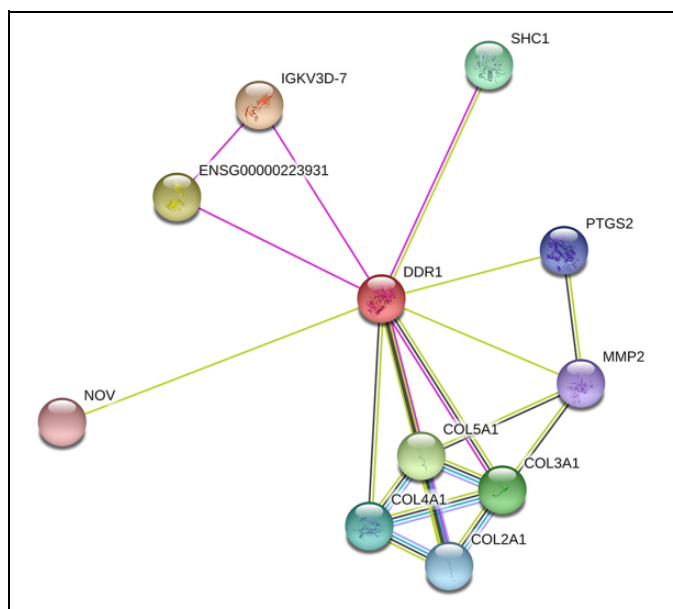 SHC1
IGKV3D-7
ENSG00000223931
PTGS2
DDR1
MMP2
NOV
COL5A1
COL3A1
COL4A1
COL2A1